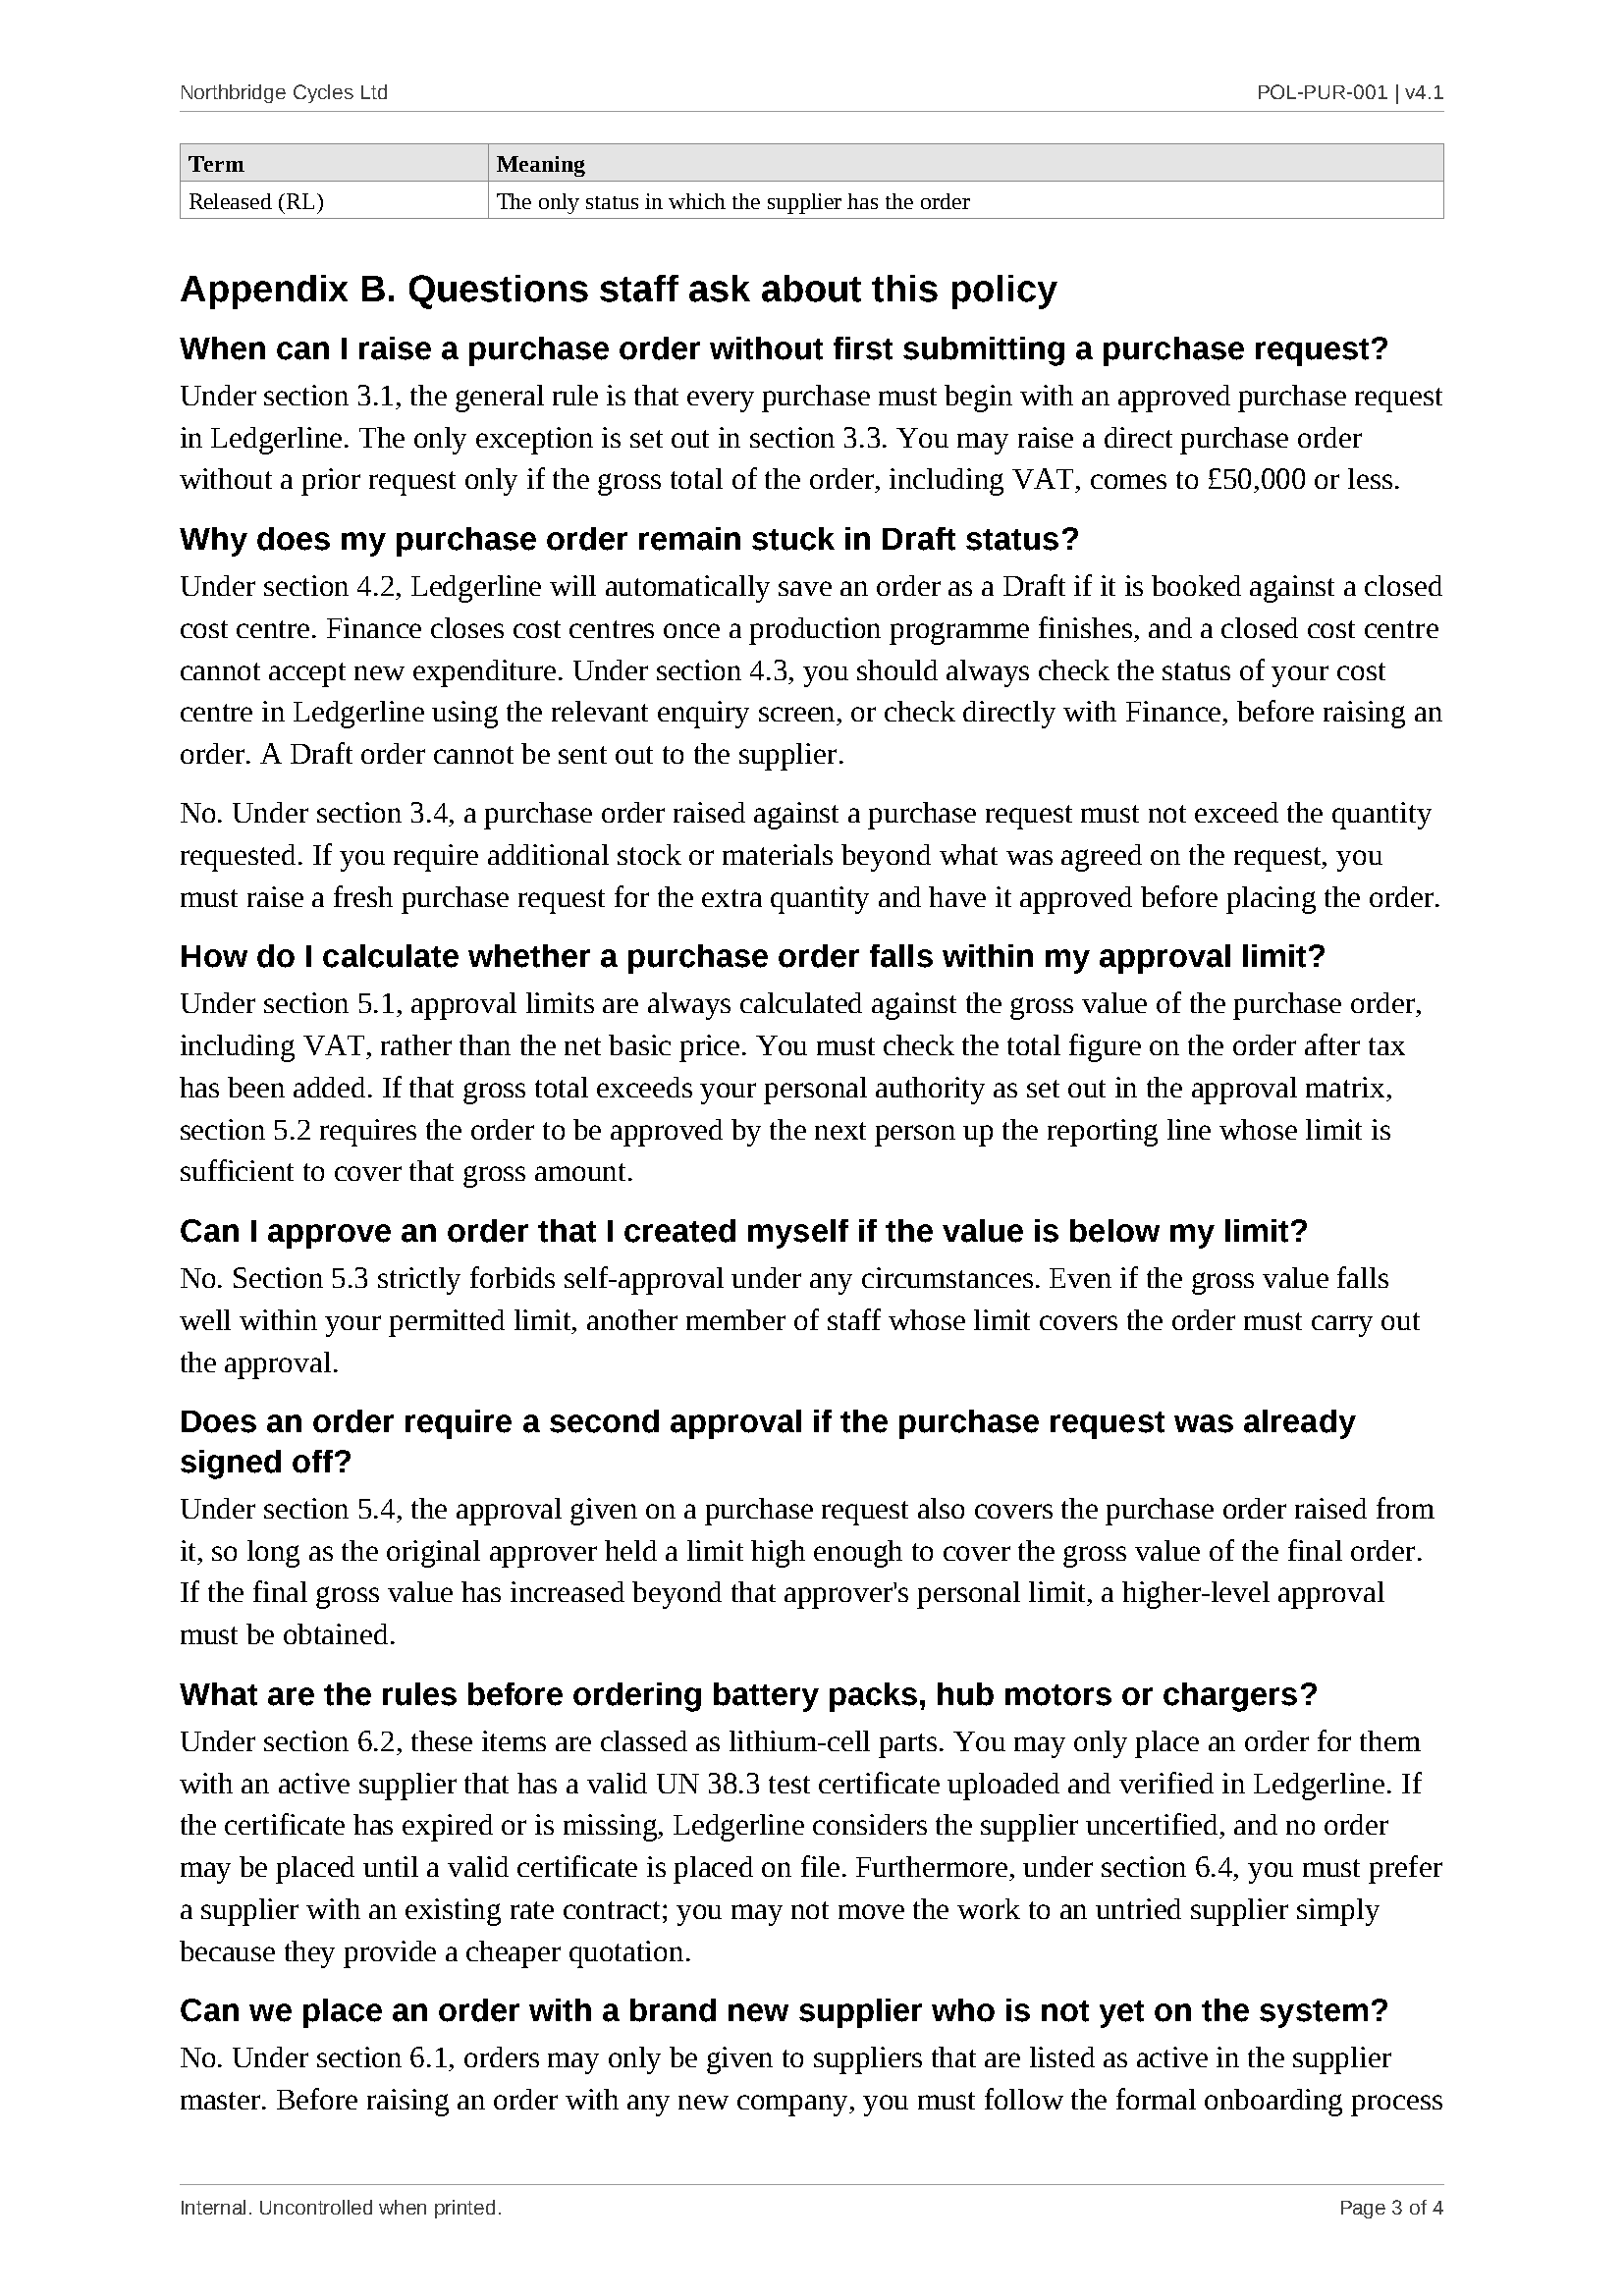 Northbridge Cycles Ltd POL-PUR-001 | v4.1
Term Meaning
Released (RL) The only status in which the supplier has the order
Appendix B. Questions staff ask about this policy
When can I raise a purchase order without first submitting a purchase request?
Under section 3.1, the general rule is that every purchase must begin with an approved purchase request
in Ledgerline. The only exception is set out in section 3.3. You may raise a direct purchase order
without a prior request only if the gross total of the order, including VAT, comes to £50,000 or less.
Why does my purchase order remain stuck in Draft status?
Under section 4.2, Ledgerline will automatically save an order as a Draft if it is booked against a closed
cost centre. Finance closes cost centres once a production programme finishes, and a closed cost centre
cannot accept new expenditure. Under section 4.3, you should always check the status of your cost
centre in Ledgerline using the relevant enquiry screen, or check directly with Finance, before raising an
order. A Draft order cannot be sent out to the supplier.
No. Under section 3.4, a purchase order raised against a purchase request must not exceed the quantity
requested. If you require additional stock or materials beyond what was agreed on the request, you
must raise a fresh purchase request for the extra quantity and have it approved before placing the order.
How do I calculate whether a purchase order falls within my approval limit?
Under section 5.1, approval limits are always calculated against the gross value of the purchase order,
including VAT, rather than the net basic price. You must check the total figure on the order after tax
has been added. If that gross total exceeds your personal authority as set out in the approval matrix,
section 5.2 requires the order to be approved by the next person up the reporting line whose limit is
sufficient to cover that gross amount.
Can I approve an order that I created myself if the value is below my limit?
No. Section 5.3 strictly forbids self-approval under any circumstances. Even if the gross value falls
well within your permitted limit, another member of staff whose limit covers the order must carry out
the approval.
Does an order require a second approval if the purchase request was already
signed off?
Under section 5.4, the approval given on a purchase request also covers the purchase order raised from
it, so long as the original approver held a limit high enough to cover the gross value of the final order.
If the final gross value has increased beyond that approver's personal limit, a higher-level approval
must be obtained.
What are the rules before ordering battery packs, hub motors or chargers?
Under section 6.2, these items are classed as lithium-cell parts. You may only place an order for them
with an active supplier that has a valid UN 38.3 test certificate uploaded and verified in Ledgerline. If
the certificate has expired or is missing, Ledgerline considers the supplier uncertified, and no order
may be placed until a valid certificate is placed on file. Furthermore, under section 6.4, you must prefer
a supplier with an existing rate contract; you may not move the work to an untried supplier simply
because they provide a cheaper quotation.
Can we place an order with a brand new supplier who is not yet on the system?
No. Under section 6.1, orders may only be given to suppliers that are listed as active in the supplier
master. Before raising an order with any new company, you must follow the formal onboarding process
Internal. Uncontrolled when printed. Page 3 of 4